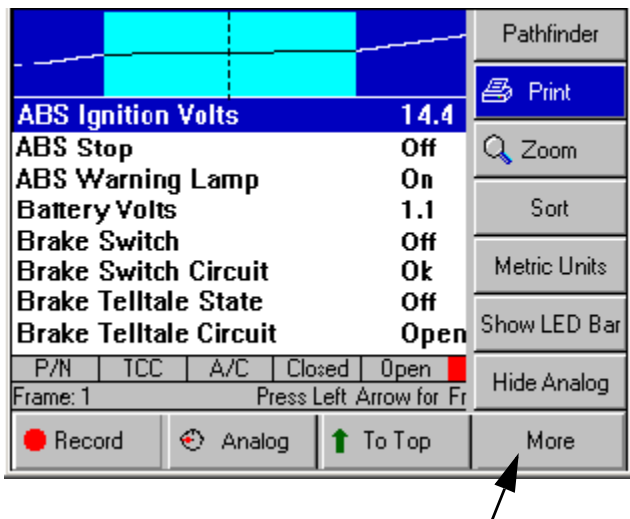 Pathfinder
Print
ABS Ignition Volts 14.4
ABS Stop Off
Zoom
ABS Warning Lamp On
Battery Volts 1.1
Sort
Brake Switch Off
Brake Switch Circuit Ok
Metric Units
Brake Telltale State Off
Brake Telltale Circuit Open
Show LED Bar
P/N TCC A/C Closed Open
Hide Analog
Frame: 1 Press Left Arrow for Fr
Record Analog To Top More